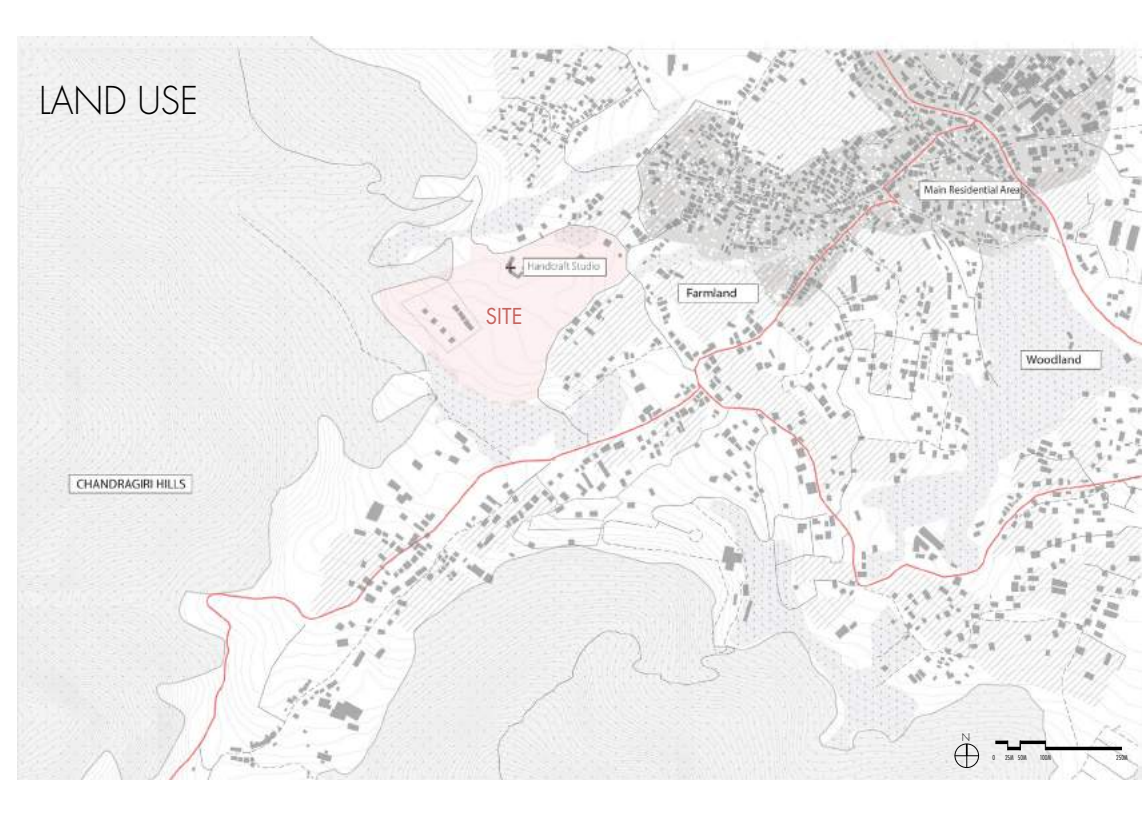 LAND USE
Main Residential Area
Handcraft Studio
Farmland
SITE
Woodland
CHANDRAGIRI HILLS
N
0 25M 50M 100M 250M